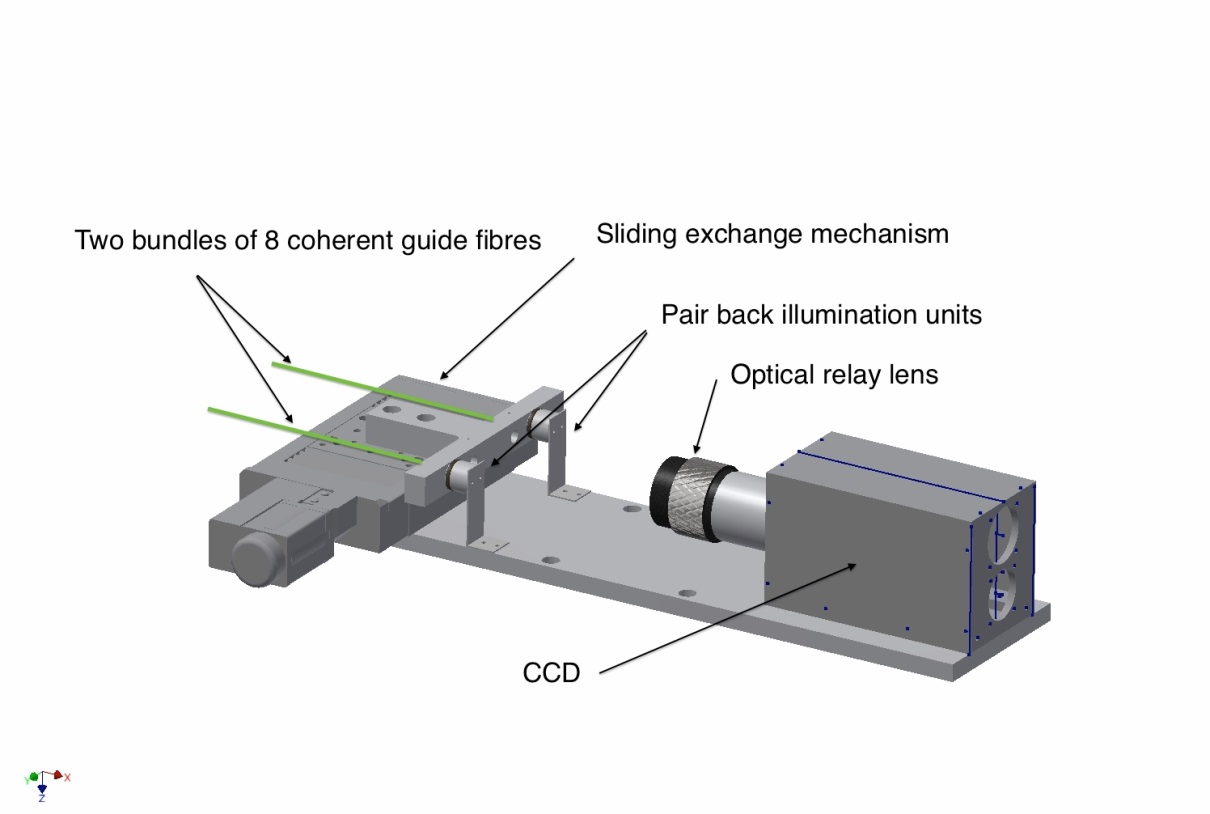 Two bundles of 8 coherent guide fibres
Sliding exchange mechanism
Pair back illumination units
Optical relay lens
CCD
Y
X
Z